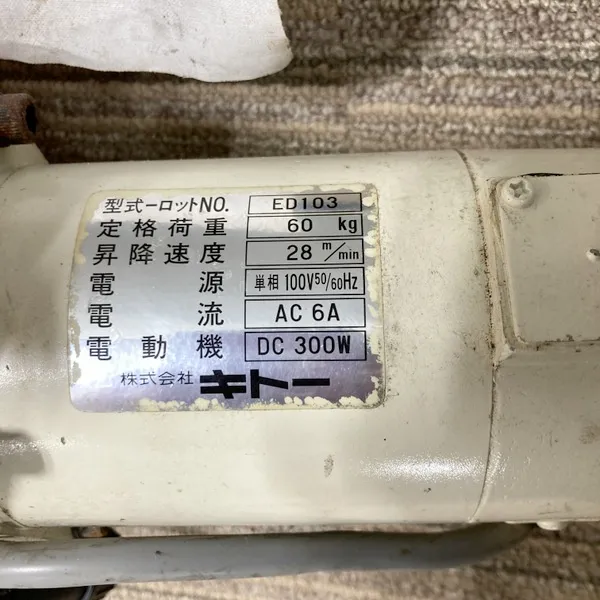 型式-ロットNO. ED103
定格荷重 60 kg
昇降速度 28 m/min
電源 単相100V50/60Hz
電流 AC 6A
電動機 DC 300W
株式会社 キトー